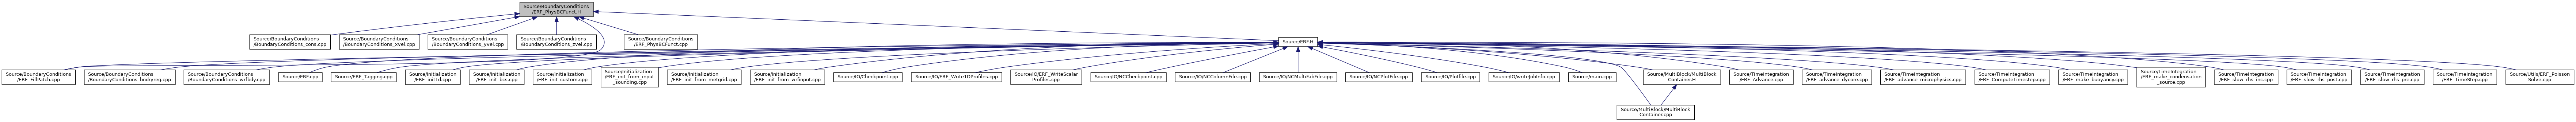 Source/BoundaryConditions
/ERF_PhysBCFunct.H
Source/BoundaryConditions
/BoundaryConditions_cons.cpp
Source/BoundaryConditions
/BoundaryConditions_xvel.cpp
Source/BoundaryConditions
/BoundaryConditions_yvel.cpp
Source/BoundaryConditions
/BoundaryConditions_zvel.cpp
Source/BoundaryConditions
/ERF_PhysBCFunct.cpp
Source/ERF.H
Source/BoundaryConditions
/ERF_FillPatch.cpp
Source/BoundaryConditions
/BoundaryConditions_bndryreg.cpp
Source/BoundaryConditions
/BoundaryConditions_wrfbdy.cpp
Source/ERF.cpp
Source/ERF_Tagging.cpp
Source/Initialization
/ERF_init1d.cpp
Source/Initialization
/ERF_init_bcs.cpp
Source/Initialization
/ERF_init_custom.cpp
Source/Initialization
/ERF_init_from_input
_sounding.cpp
Source/Initialization
/ERF_init_from_metgrid.cpp
Source/Initialization
/ERF_init_from_wrfinput.cpp
Source/IO/Checkpoint.cpp
Source/IO/ERF_Write1DProfiles.cpp
Source/IO/ERF_WriteScalar
Profiles.cpp
Source/IO/NCCheckpoint.cpp
Source/IO/NCColumnFile.cpp
Source/IO/NCMultiFabFile.cpp
Source/IO/NCPlotFile.cpp
Source/IO/Plotfile.cpp
Source/IO/writeJobInfo.cpp
Source/main.cpp
Source/MultiBlock/MultiBlock
Container.H
Source/TimeIntegration
/ERF_Advance.cpp
Source/TimeIntegration
/ERF_advance_dycore.cpp
Source/TimeIntegration
/ERF_advance_microphysics.cpp
Source/TimeIntegration
/ERF_ComputeTimestep.cpp
Source/TimeIntegration
/ERF_make_buoyancy.cpp
Source/TimeIntegration
/ERF_make_condensation
_source.cpp
Source/TimeIntegration
/ERF_slow_rhs_inc.cpp
Source/TimeIntegration
/ERF_slow_rhs_post.cpp
Source/TimeIntegration
/ERF_slow_rhs_pre.cpp
Source/TimeIntegration
/ERF_TimeStep.cpp
Source/Utils/ERF_Poisson
Solve.cpp
Source/MultiBlock/MultiBlock
Container.cpp